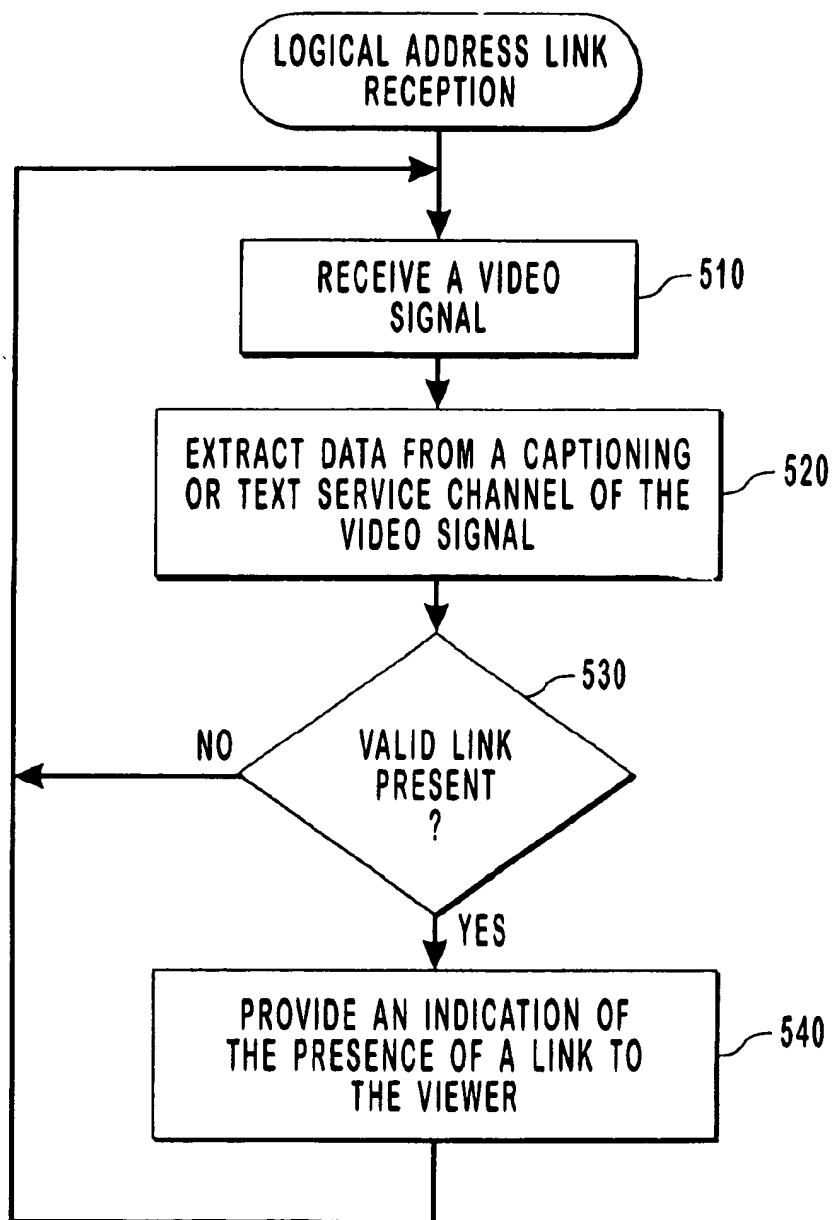 LOGICAL ADDRESS LINK
RECEPTION
RECEIVE A VIDEO
SIGNAL
510
EXTRACT DATA FROM A CAPTIONING
OR TEXT SERVICE CHANNEL OF THE
VIDEO SIGNAL
520
530
NO
VALID LINK
PRESENT
?
YES
PROVIDE AN INDICATION OF
THE PRESENCE OF A LINK TO
THE VIEWER
540